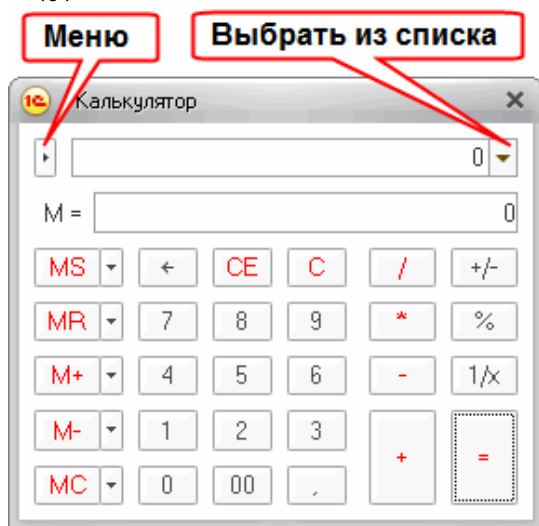 Меню Выбрать из списка
1С Калькулятор ×
0
M = 0
MS ← CE C / +/-
MR 7 8 9 * %
M+ 4 5 6 - 1/x
M- 1 2 3
+ =
MC 0 00 ,